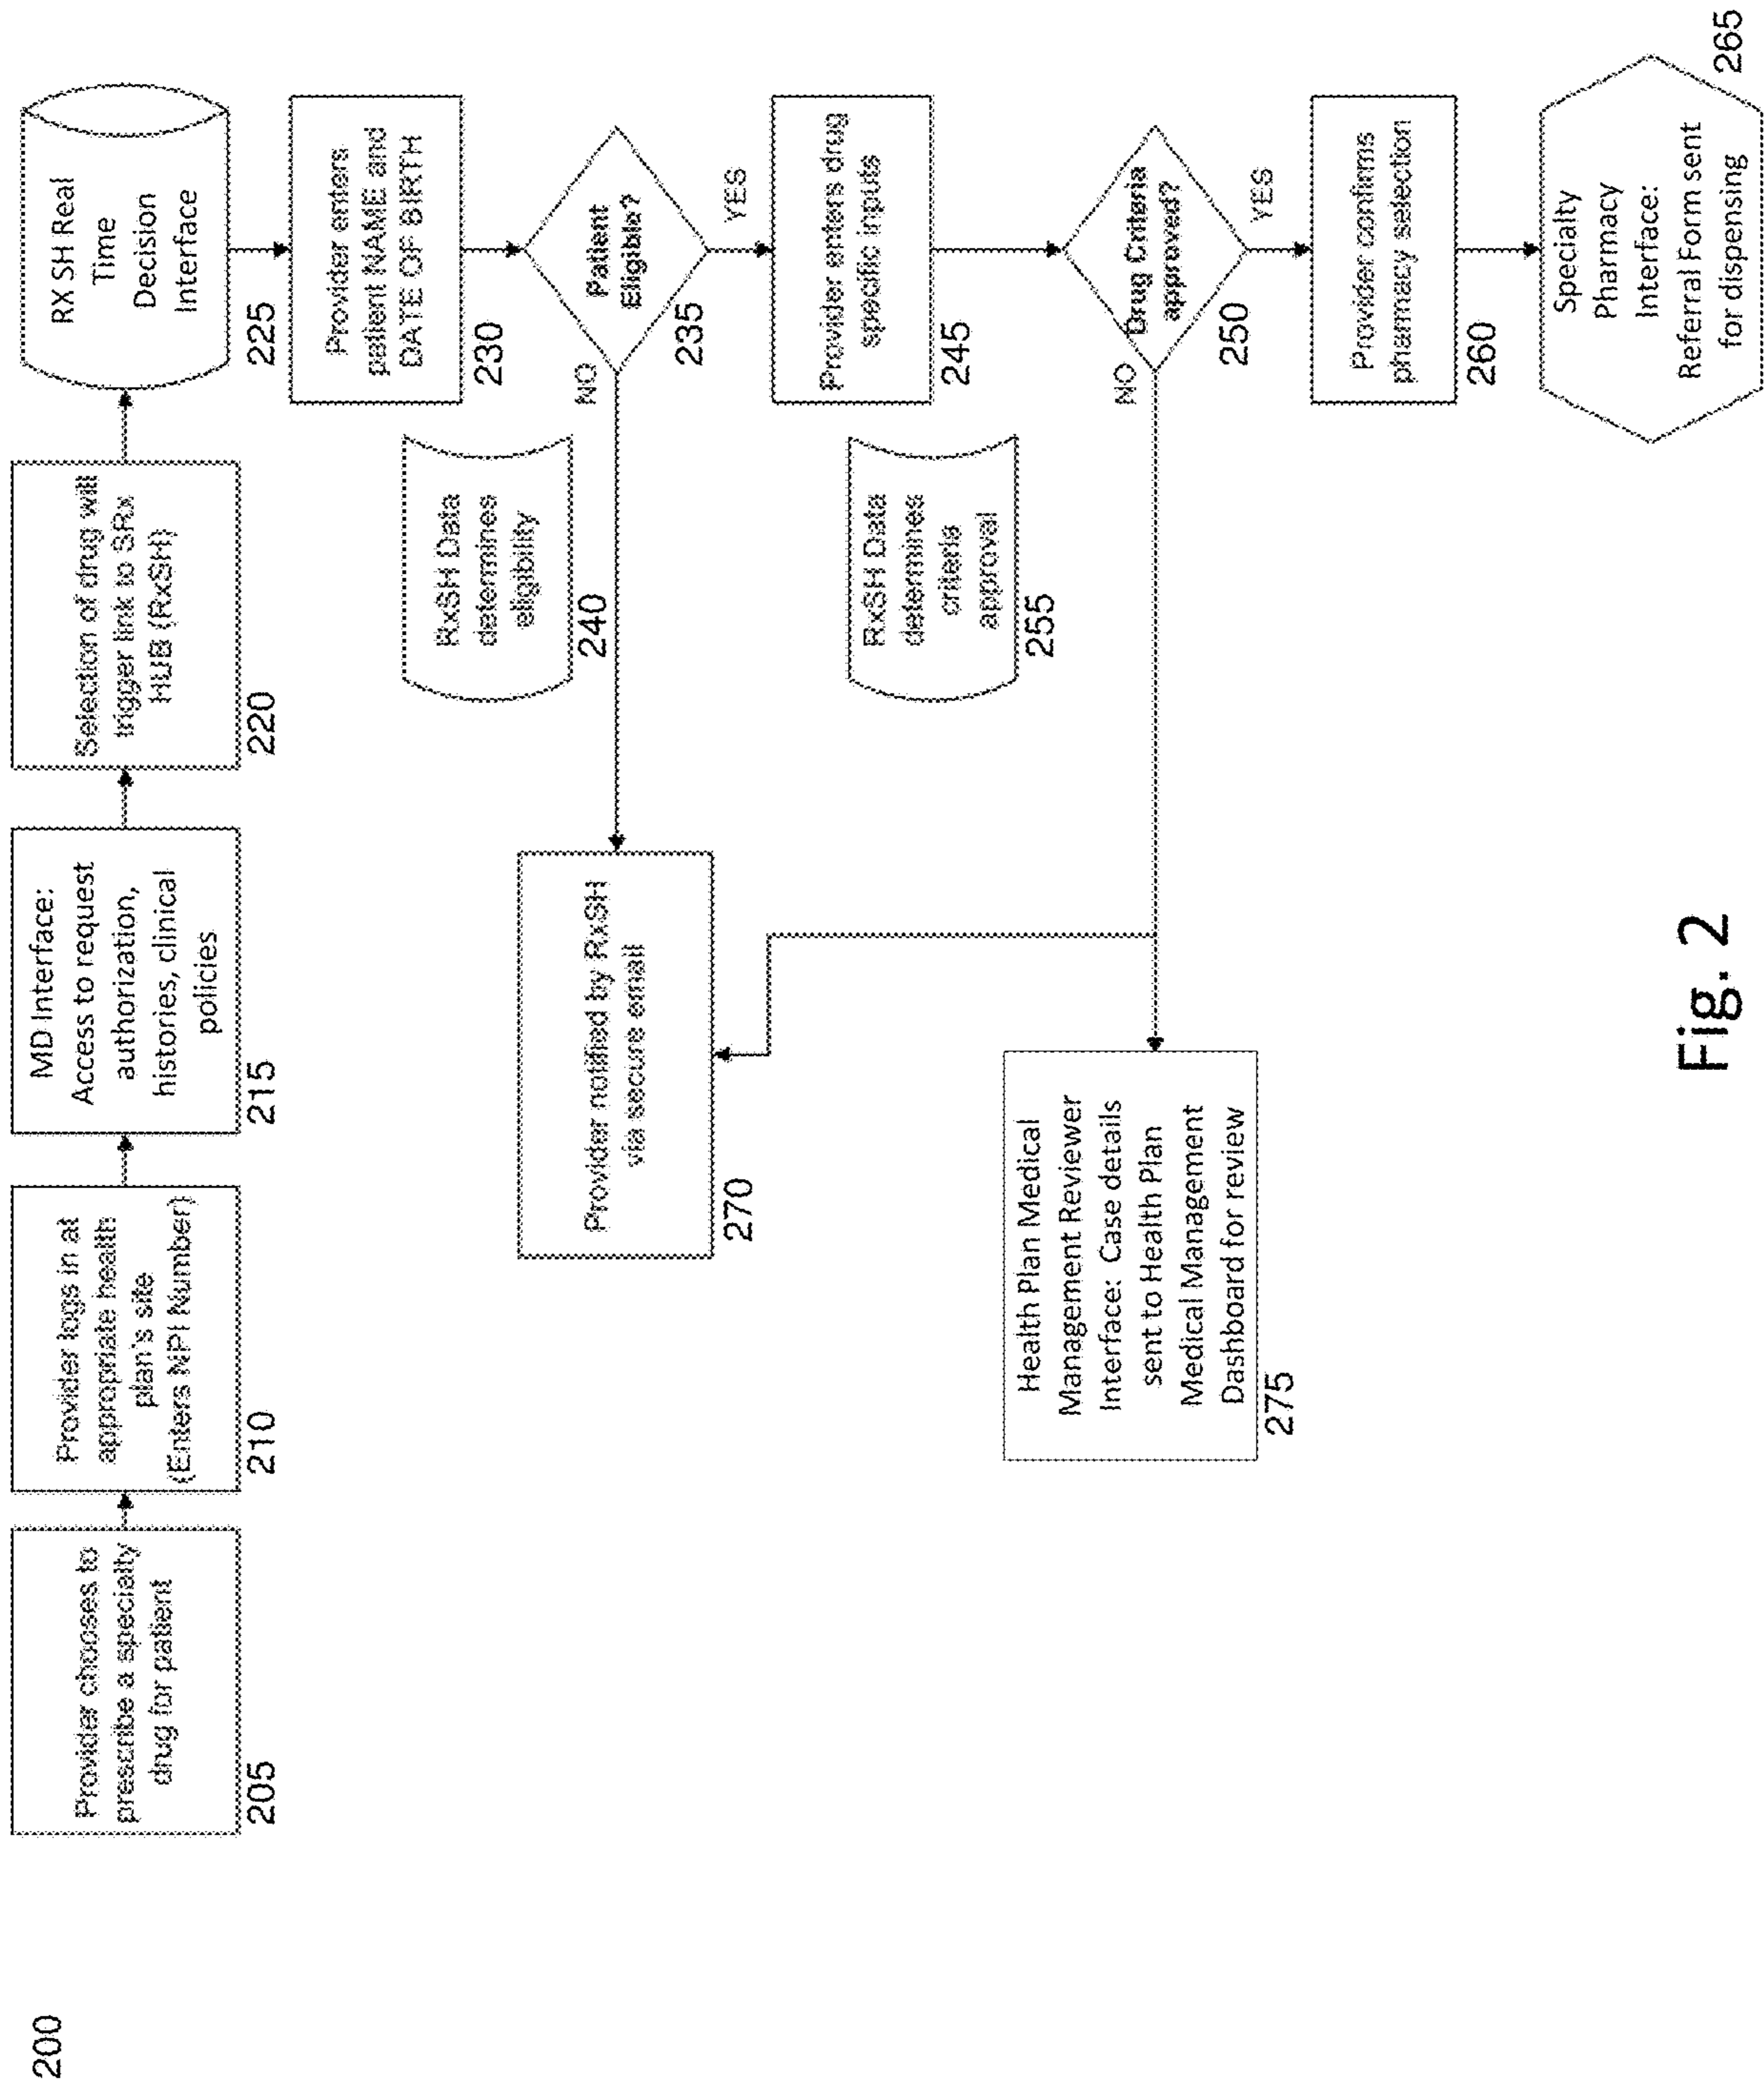 200
Provider chooses to
prescribe a specialty
drug for patient
205
Provider logs in at
appropriate health
plan's site
(Enters NPI Number)
210
MD Interface:
Access to request
authorization,
histories, clinical
policies
215
Selection of drug will
trigger link to SRx
HUB (RxSH)
220
RX SH Real
Time
Decision
Interface
225
Provider enters
patient NAME and
DATE OF BIRTH
230
RxSH Data
determines
eligibility
240
Patient
Eligible?
235
NO
YES
Provider enters drug
specific inputs
245
RxSH Data
determines
criteria
approval
255
Drug Criteria
approved?
250
NO
YES
Provider confirms
pharmacy selection
260
Specialty
Pharmacy
Interface:
Referral Form sent
for dispensing
265
Provider notified by RxSH
via secure email
270
Health Plan Medical
Management Reviewer
Interface: Case details
sent to Health Plan
Medical Management
Dashboard for review
275
Fig. 2